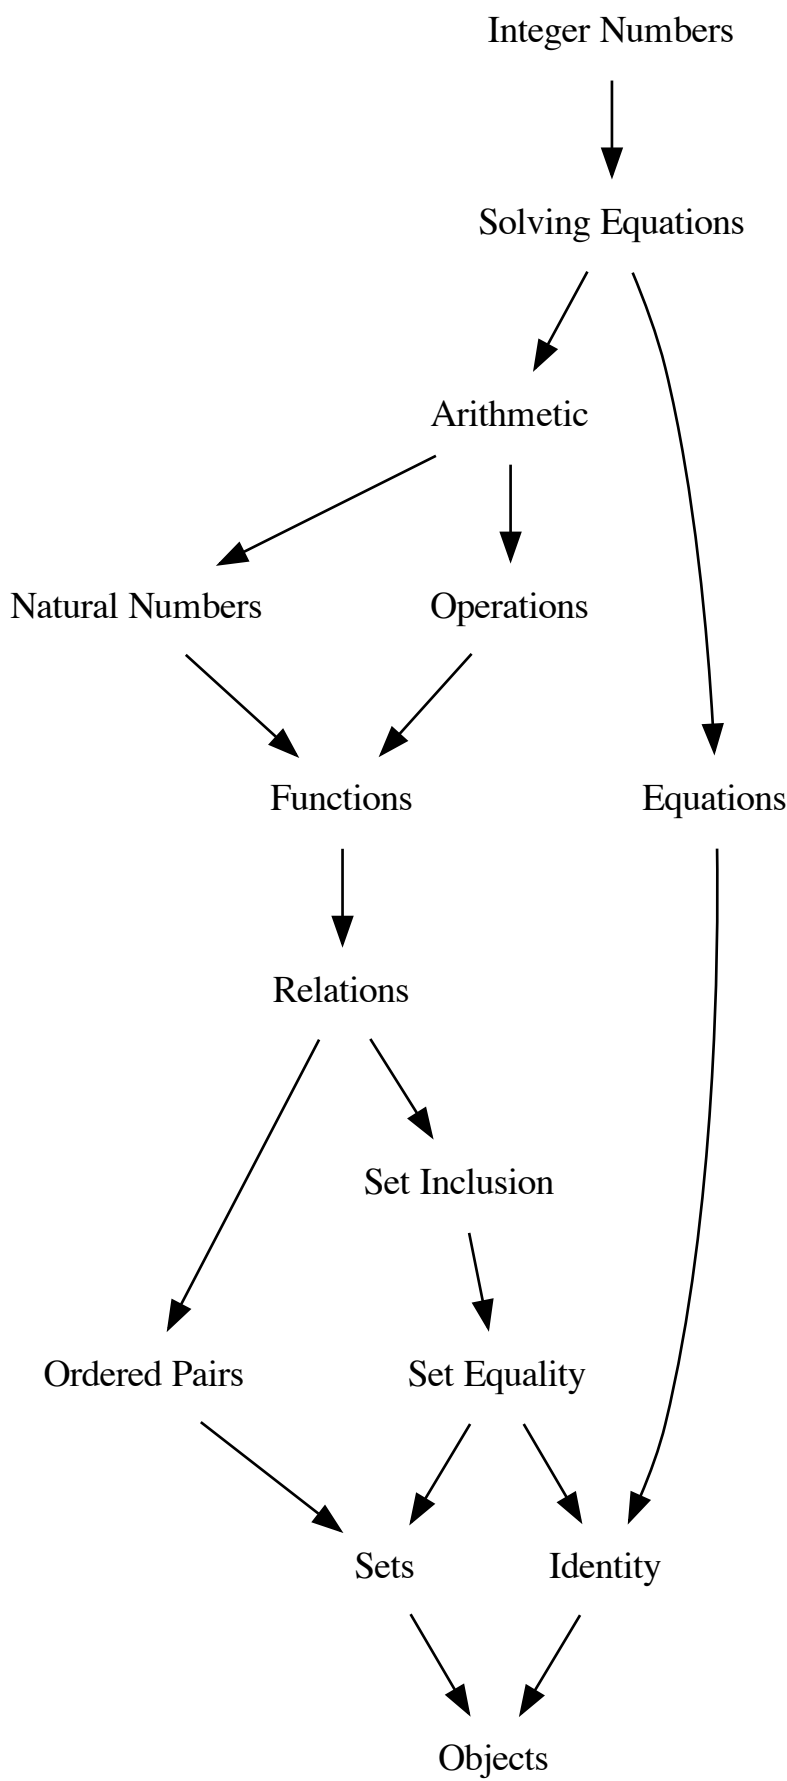 Integer Numbers
Solving Equations
Arithmetic
Natural Numbers
Operations
Functions
Equations
Relations
Set Inclusion
Ordered Pairs
Set Equality
Sets
Identity
Objects